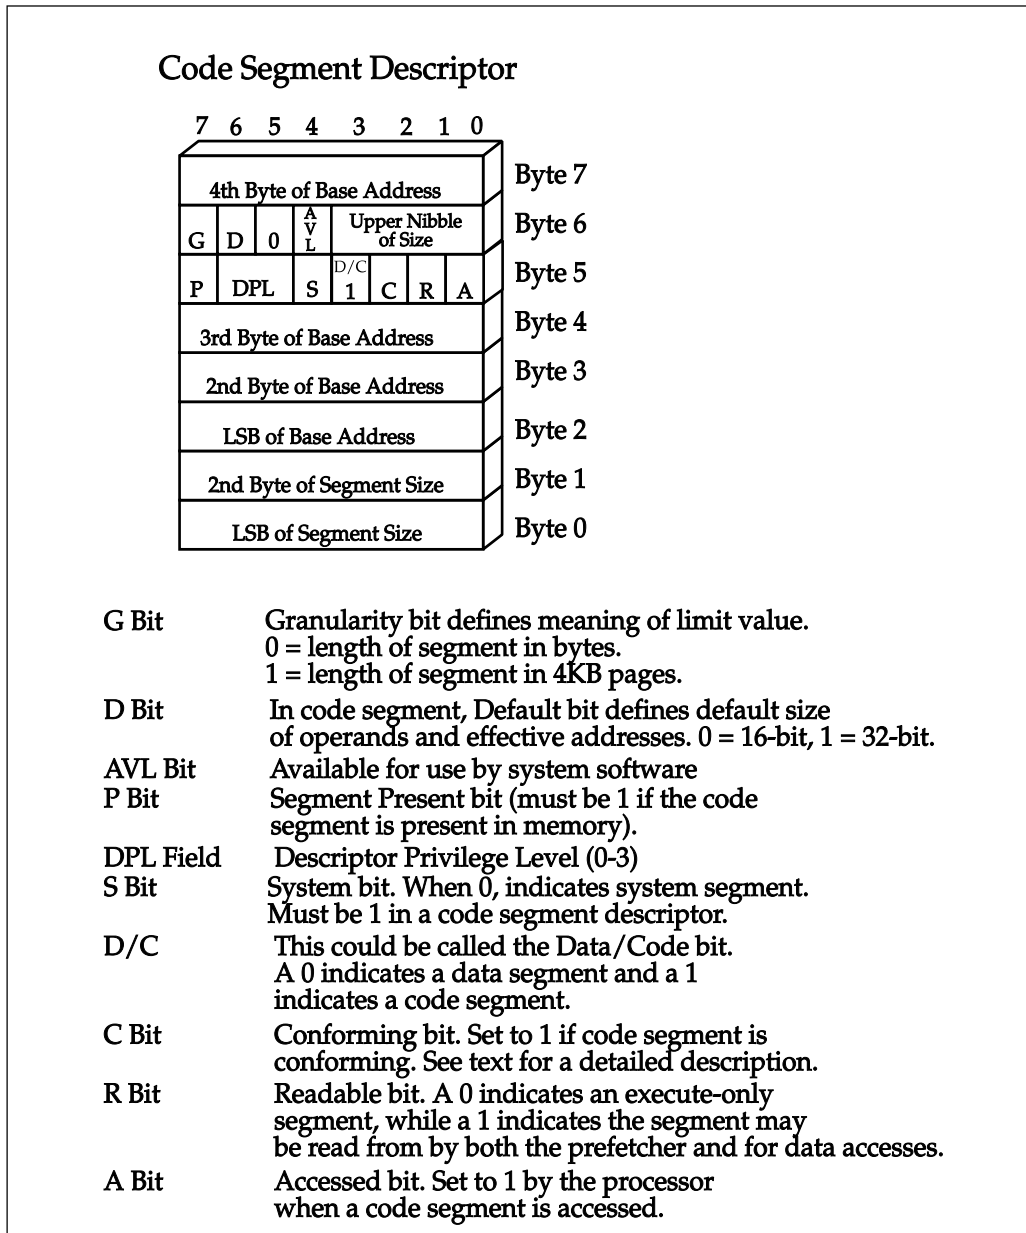 Code Segment Descriptor
7 6 5 4 3 2 1 0
4th Byte of Base Address Byte 7
G D 0 AVL Upper Nibble of Size Byte 6
P DPL S D/C 1 C R A Byte 5
3rd Byte of Base Address Byte 4
2nd Byte of Base Address Byte 3
LSB of Base Address Byte 2
2nd Byte of Segment Size Byte 1
LSB of Segment Size Byte 0
G Bit Granularity bit defines meaning of limit value.
0 = length of segment in bytes.
1 = length of segment in 4KB pages.
D Bit In code segment, Default bit defines default size
of operands and effective addresses. 0 = 16-bit, 1 = 32-bit.
AVL Bit Available for use by system software
P Bit Segment Present bit (must be 1 if the code
segment is present in memory).
DPL Field Descriptor Privilege Level (0-3)
S Bit System bit. When 0, indicates system segment.
Must be 1 in a code segment descriptor.
D/C This could be called the Data/Code bit.
A 0 indicates a data segment and a 1
indicates a code segment.
C Bit Conforming bit. Set to 1 if code segment is
conforming. See text for a detailed description.
R Bit Readable bit. A 0 indicates an execute-only
segment, while a 1 indicates the segment may
be read from by both the prefetcher and for data accesses.
A Bit Accessed bit. Set to 1 by the processor
when a code segment is accessed.